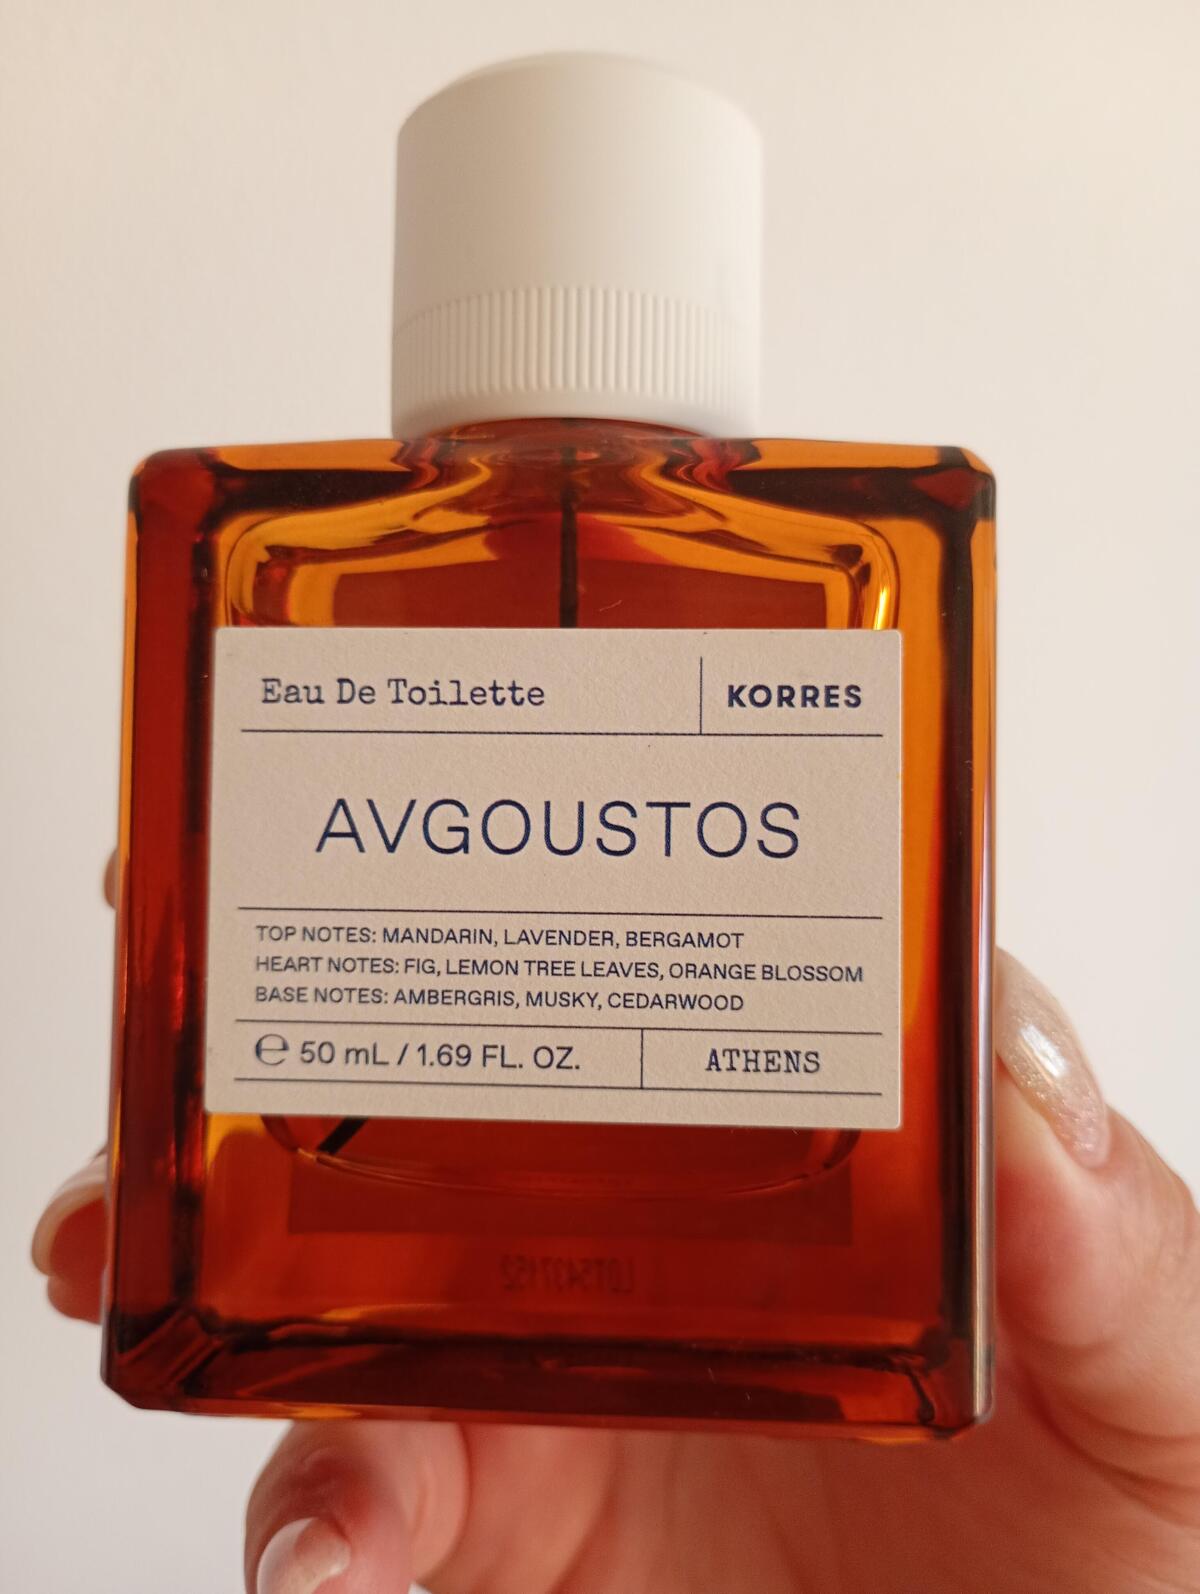 Eau De Toilette KORRES
AVGOUSTOS
TOP NOTES: MANDARIN, LAVENDER, BERGAMOT
HEART NOTES: FIG, LEMON TREE LEAVES, ORANGE BLOSSOM
BASE NOTES: AMBERGRIS, MUSKY, CEDARWOOD
℮ 50 mL / 1.69 FL. OZ. ATHENS